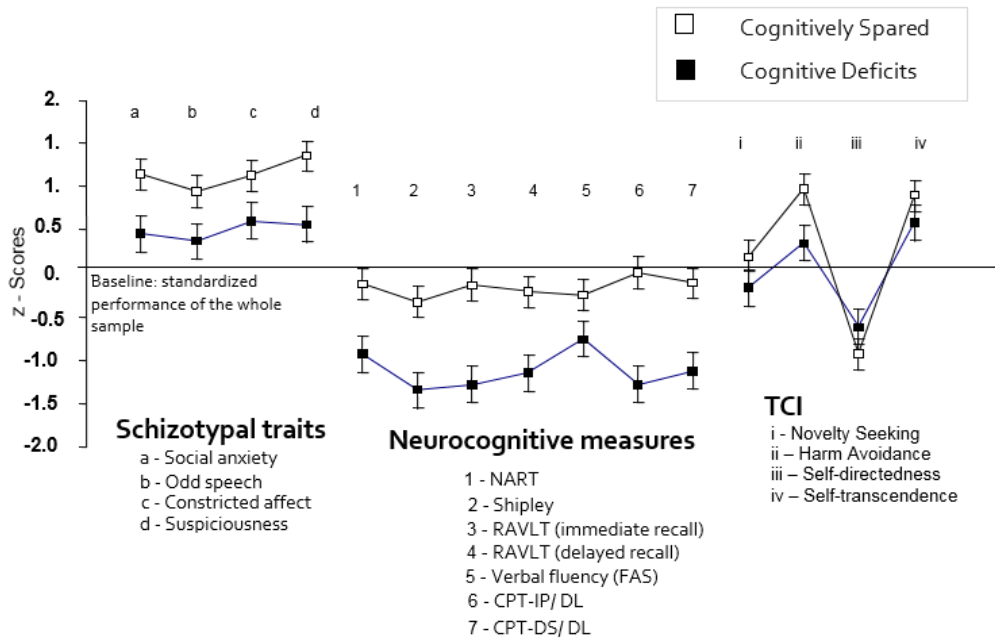 Cognitively Spared
Cognitive Deficits
2.
1.
1.
0.5
0.
-0.5
-1.0
-1.5
-2.0
z - Scores
a b c d
1 2 3 4 5 6 7
i ii iii iv
Baseline: standardized
performance of the whole
sample
Schizotypal traits
a - Social anxiety
b - Odd speech
c - Constricted affect
d - Suspiciousness
Neurocognitive measures
1 - NART
2 - Shipley
3 - RAVLT (immediate recall)
4 - RAVLT (delayed recall)
5 - Verbal fluency (FAS)
6 - CPT-IP/ DL
7 - CPT-DS/ DL
TCI
i - Novelty Seeking
ii – Harm Avoidance
iii – Self-directedness
iv – Self-transcendence